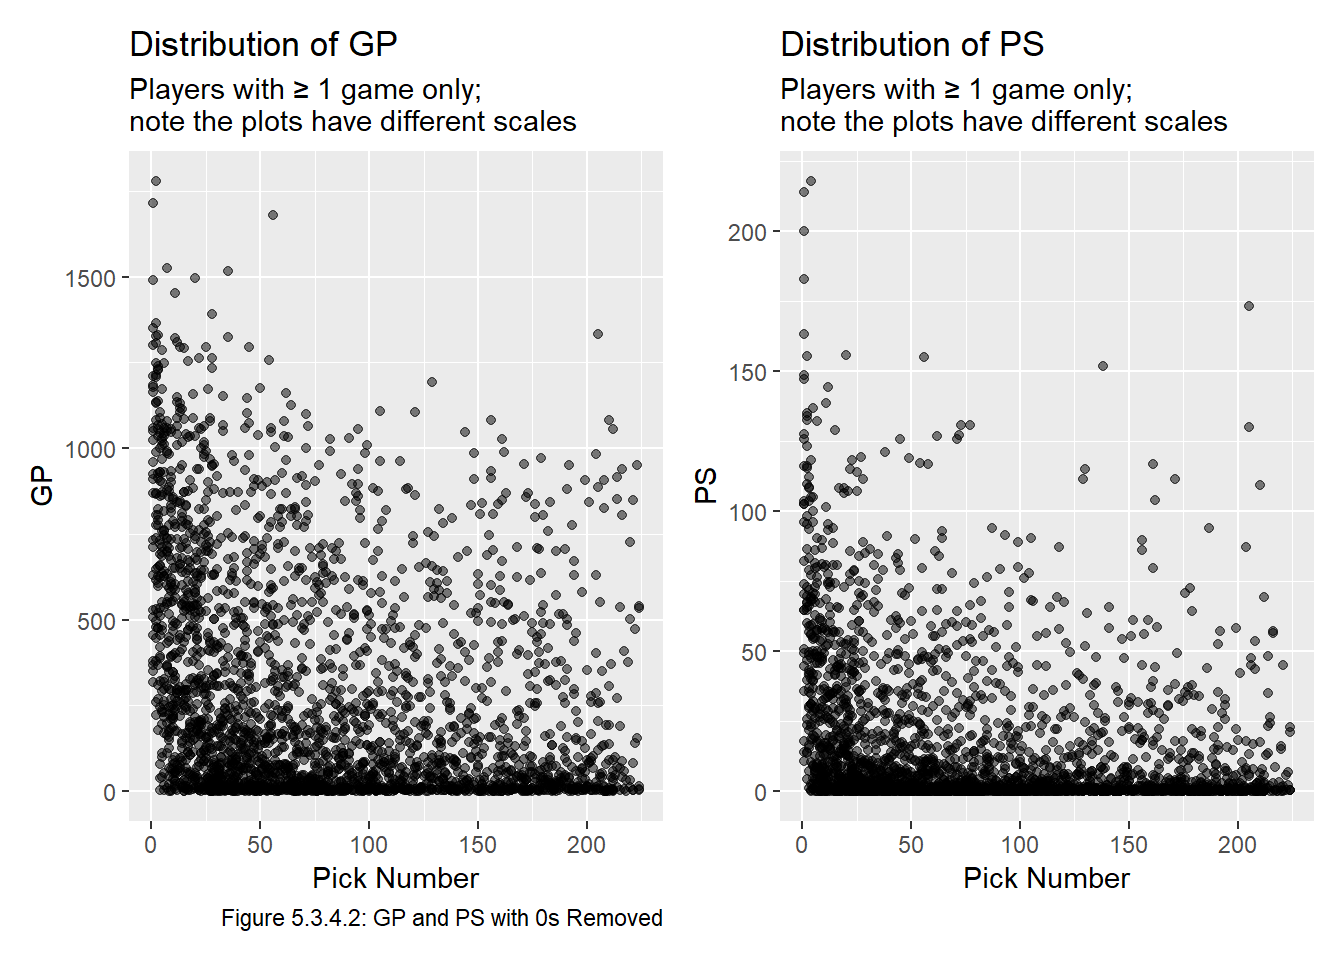 Distribution of GP
Players with ≥ 1 game only;
note the plots have different scales
GP
1500
1000
500
0
0 50 100 150 200
Pick Number
Figure 5.3.4.2: GP and PS with 0s Removed
Distribution of PS
Players with ≥ 1 game only;
note the plots have different scales
PS
200
150
100
50
0
0 50 100 150 200
Pick Number